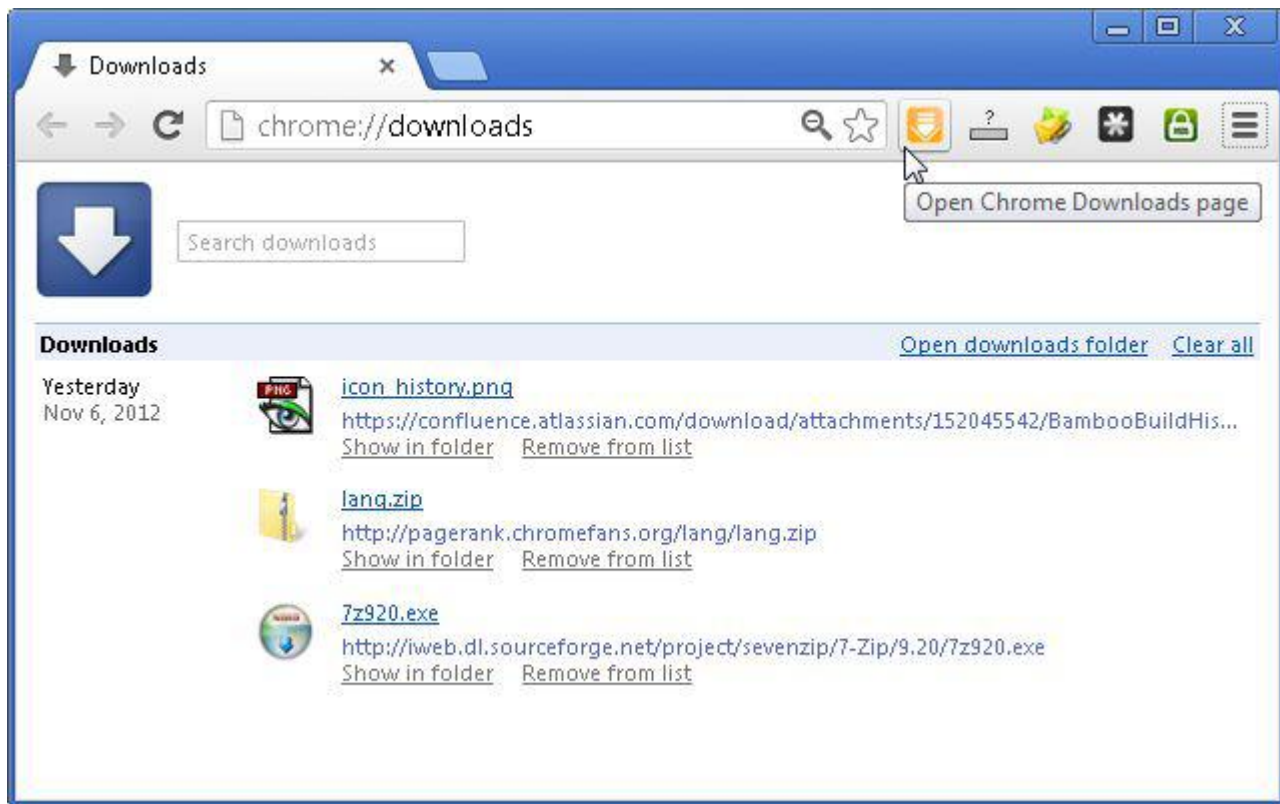 Downloads
chrome://downloads
?
Open Chrome Downloads page
Search downloads
Downloads
Open downloads folder Clear all
Yesterday
Nov 6, 2012
PNG
icon_history.png
https://confluence.atlassian.com/download/attachments/152045542/BambooBuildHis...
Show in folder Remove from list
lang.zip
http://pagerank.chromefans.org/lang/lang.zip
Show in folder Remove from list
7z920.exe
http://iweb.dl.sourceforge.net/project/sevenzip/7-Zip/9.20/7z920.exe
Show in folder Remove from list